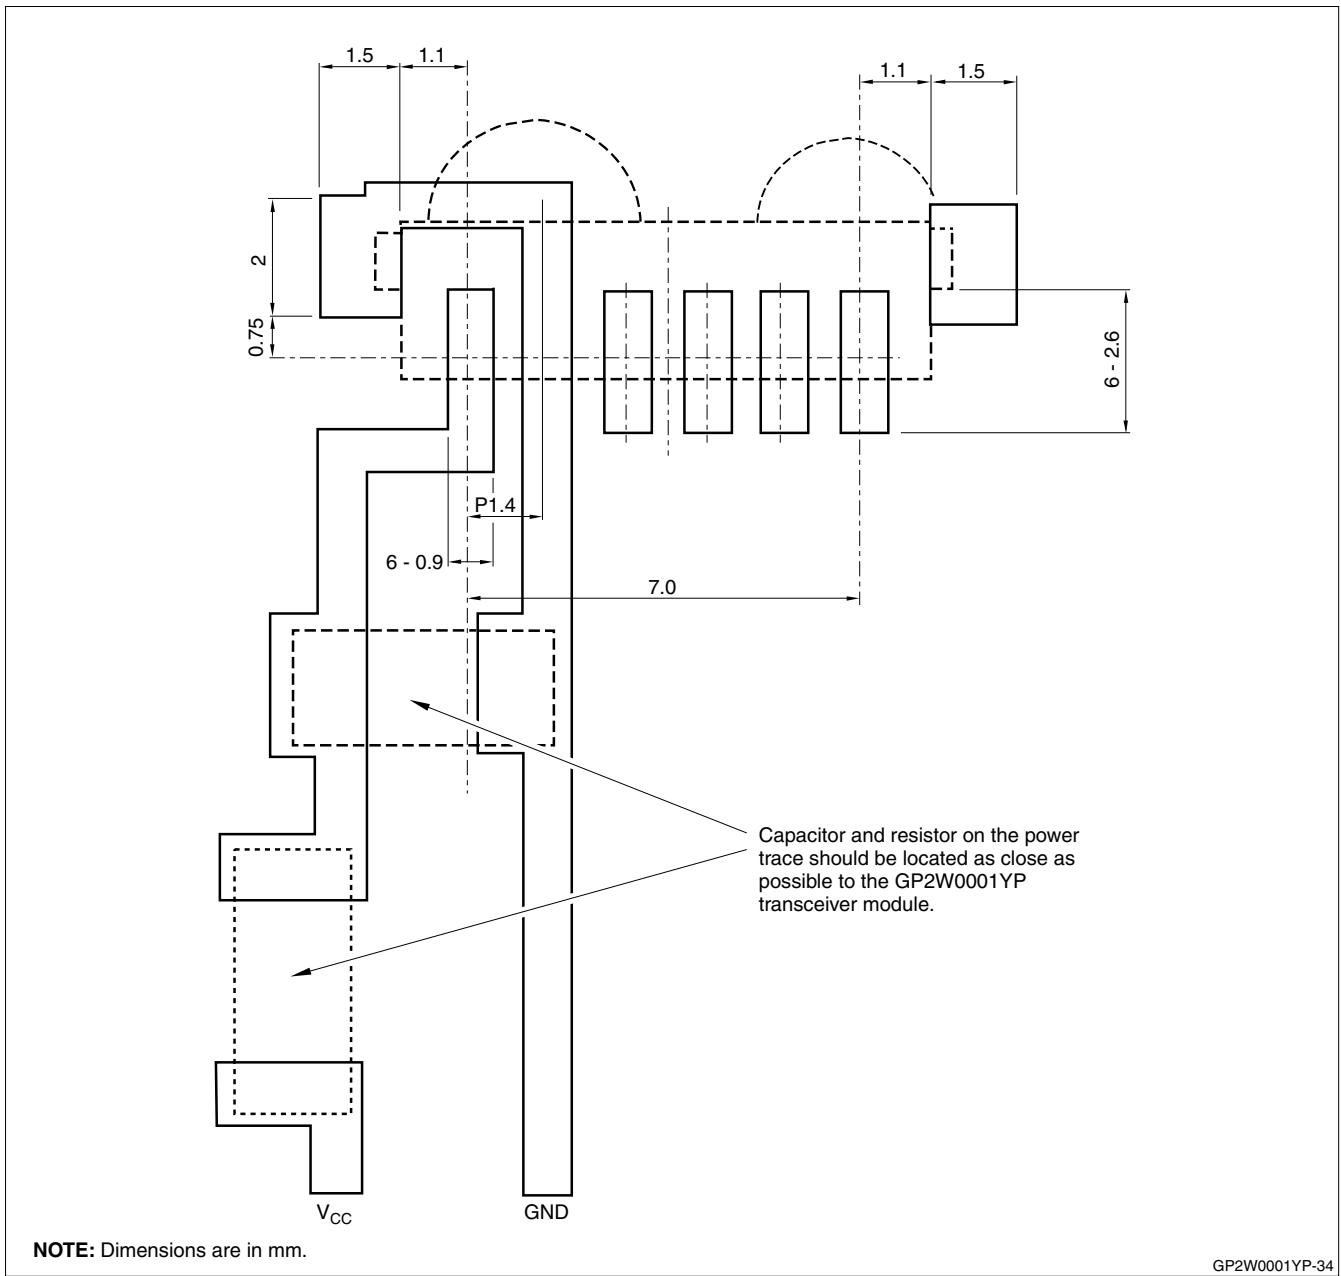 1.5
1.1
1.1
1.5
2
0.75
6 - 2.6
P1.4
6 - 0.9
7.0
Capacitor and resistor on the power
trace should be located as close as
possible to the GP2W0001YP
transceiver module.
VCC
GND
NOTE: Dimensions are in mm.
GP2W0001YP-34